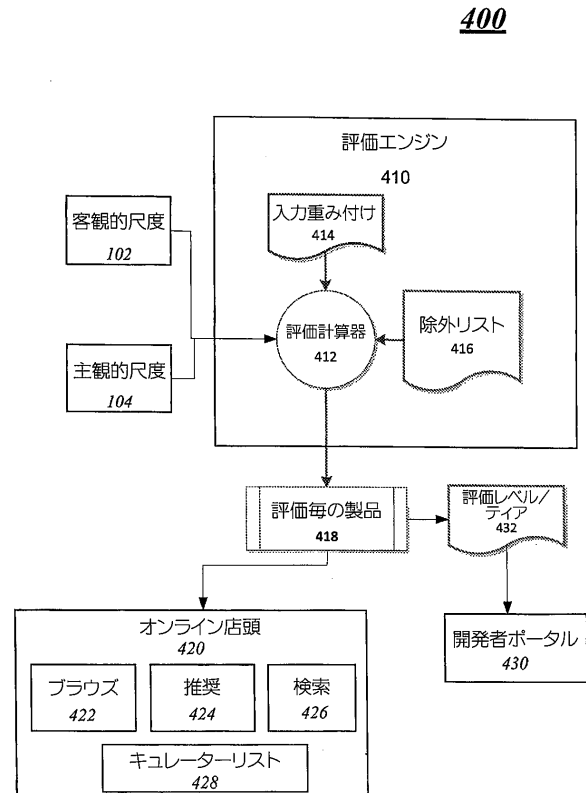 400
評価エンジン
410
入力重み付け
414
客観的尺度
102
評価計算器
412
除外リスト
416
主観的尺度
104
評価毎の製品
418
評価レベル/
ティア
432
オンライン店頭
420
開発者ポータル
430
ブラウズ
422
推奨
424
検索
426
キュレーターリスト
428